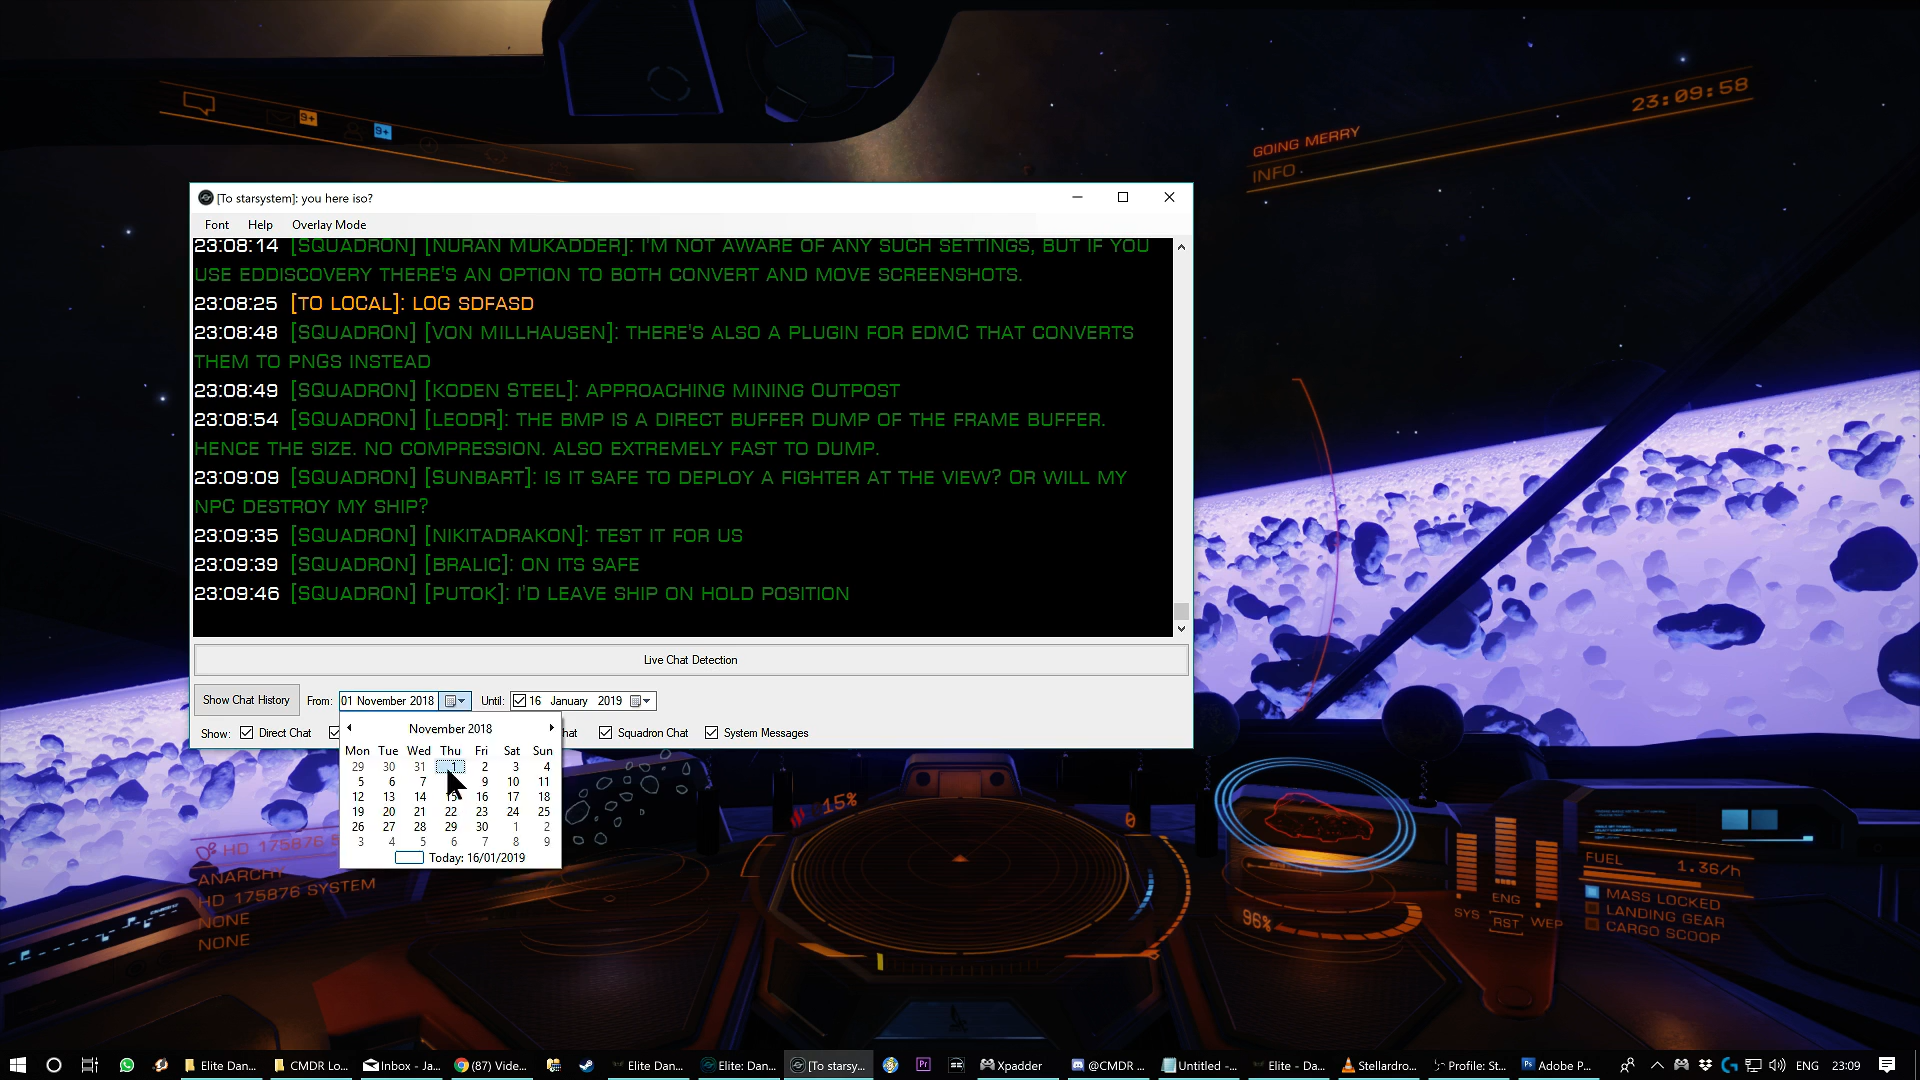 9+
9+
23:09:58
GOING MERRY
INFO.
[To starsystem]: you here iso?
Font Help Overlay Mode
23:08:14 [SQUADRON] [NURAN MUKADDER]: I'M NOT AWARE OF ANY SUCH SETTINGS, BUT IF YOU
USE EDDISCOVERY THERE'S AN OPTION TO BOTH CONVERT AND MOVE SCREENSHOTS.
23:08:25 [TO LOCAL]: LOG SDFASD
23:08:48 [SQUADRON] [VON MILLHAUSEN]: THERE'S ALSO A PLUGIN FOR EDMC THAT CONVERTS
THEM TO PNGS INSTEAD
23:08:49 [SQUADRON] [KODEN STEEL]: APPROACHING MINING OUTPOST
23:08:54 [SQUADRON] [LEODR]: THE BMP IS A DIRECT BUFFER DUMP OF THE FRAME BUFFER.
HENCE THE SIZE. NO COMPRESSION. ALSO EXTREMELY FAST TO DUMP.
23:09:09 [SQUADRON] [SUNBART]: IS IT SAFE TO DEPLOY A FIGHTER AT THE VIEW? OR WILL MY
NPC DESTROY MY SHIP?
23:09:35 [SQUADRON] [NIKITADRAKON]: TEST IT FOR US
23:09:39 [SQUADRON] [BRALIC]: ON ITS SAFE
23:09:46 [SQUADRON] [PUTOK]: I'D LEAVE SHIP ON HOLD POSITION
Live Chat Detection
Show Chat History From: 01 November 2018 Until: 16 January 2019
Show: Direct Chat hat Squadron Chat System Messages
November 2018
Mon Tue Wed Thu Fri Sat Sun
29 30 31 1 2 3 4
5 6 7 9 10 11
12 13 14 15 16 17 18
19 20 21 22 23 24 25
26 27 28 29 30 1 2
3 4 5 6 7 8 9
Today: 16/01/2019
HD 175876 S
ANARCHY
HD 175876 SYSTEM
NONE
NONE
15%
0
96%
SYS ENG WEP
RST
FUEL 1.36/h
MASS LOCKED
LANDING GEAR
CARGO SCOOP
Elite Dan... CMDR Lo... Inbox - Ja... (87) Vide... Elite Dan... Elite: Dan... [To starsy... Pr Xpadder @CMDR ... Untitled -... Elite - Da... Stellardro... Profile: St... Ps Adobe P... ENG 23:09